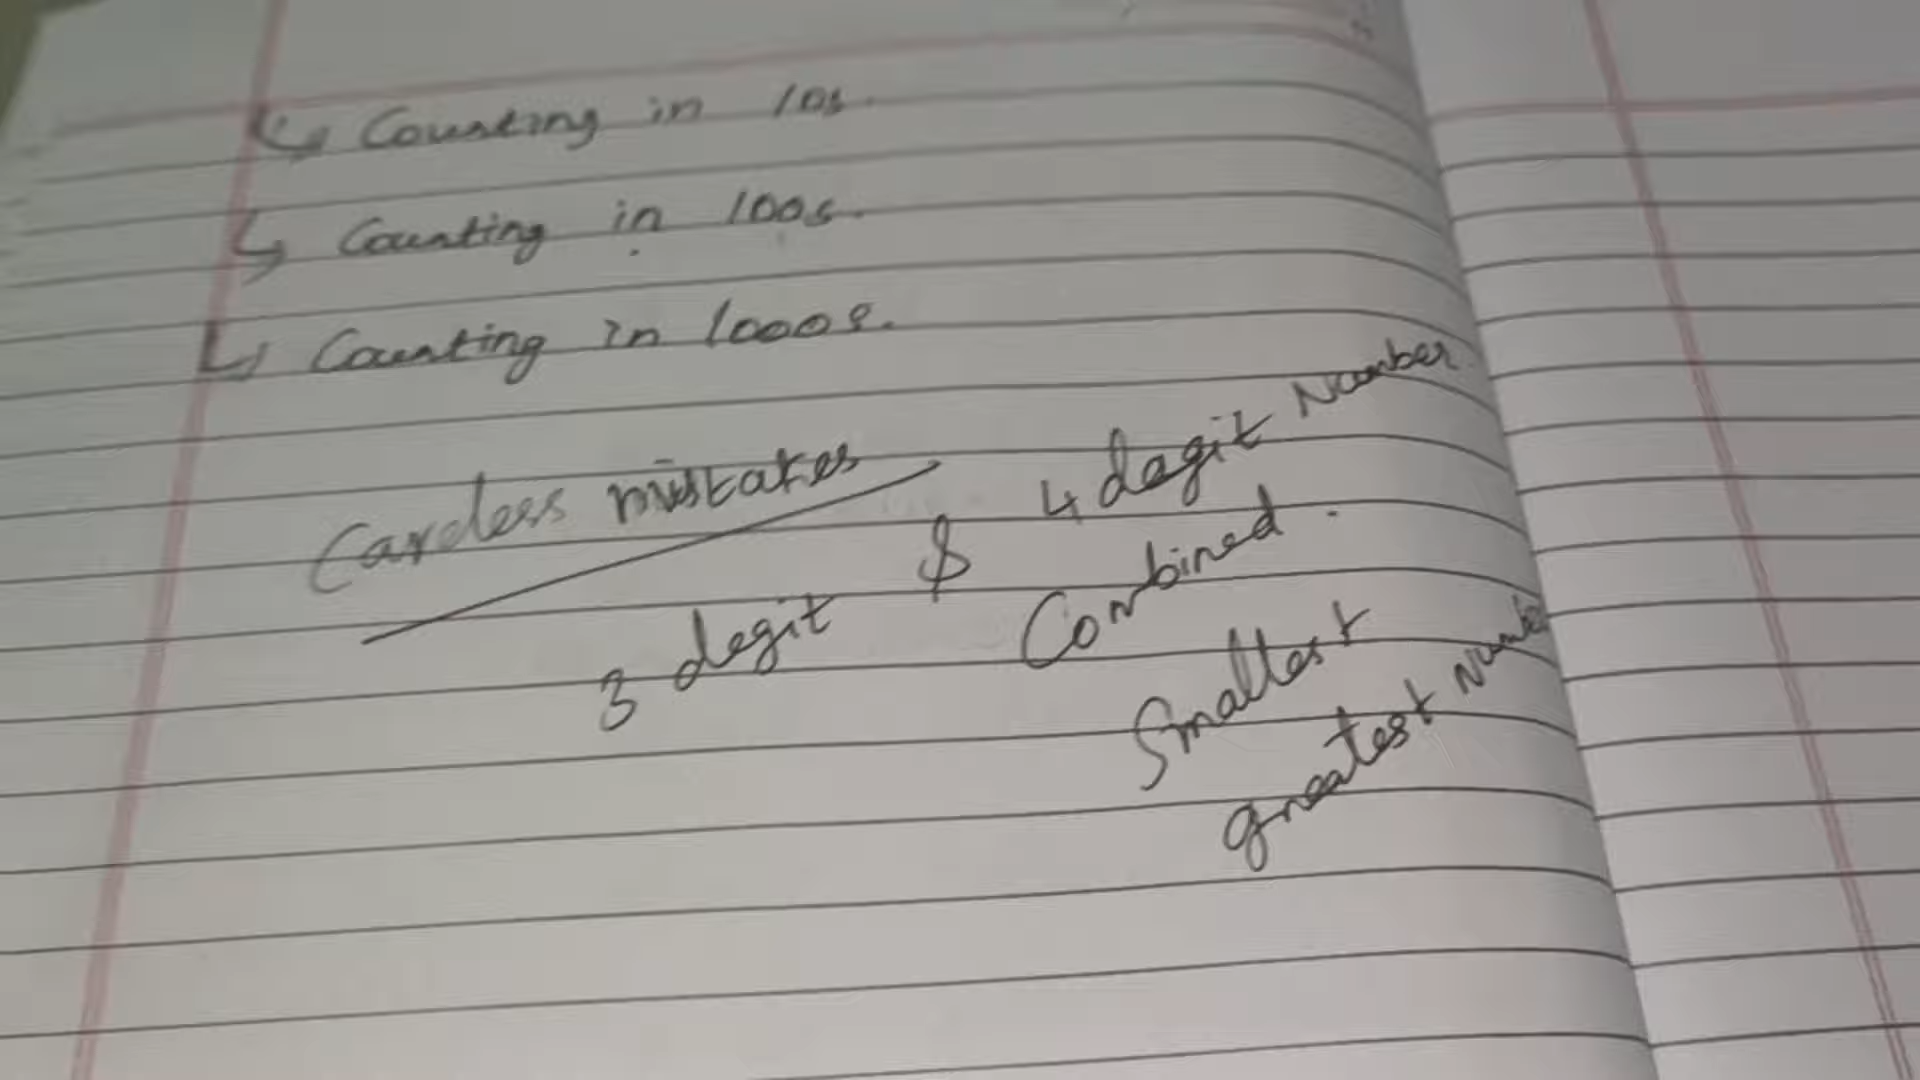 ↳ Counting in 10s.
↳ Counting in 100s.
↳ Counting in 1000s.
Careless mistakes
3 degit & 4 degit Number
Combined.
Smallest
greatest Number